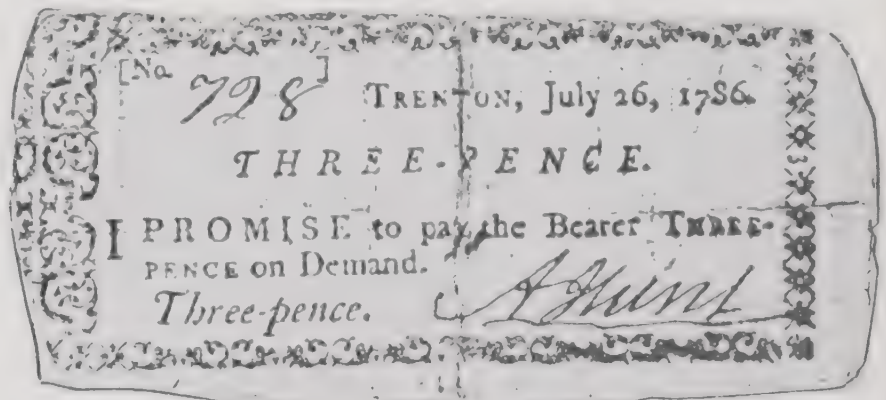 [No. 728]
TRENTON, July 26, 1786.
THREE-PENCE.
I PROMISE to pay the Bearer THREE-
PENCE on Demand.
Three-pence. A Hunt